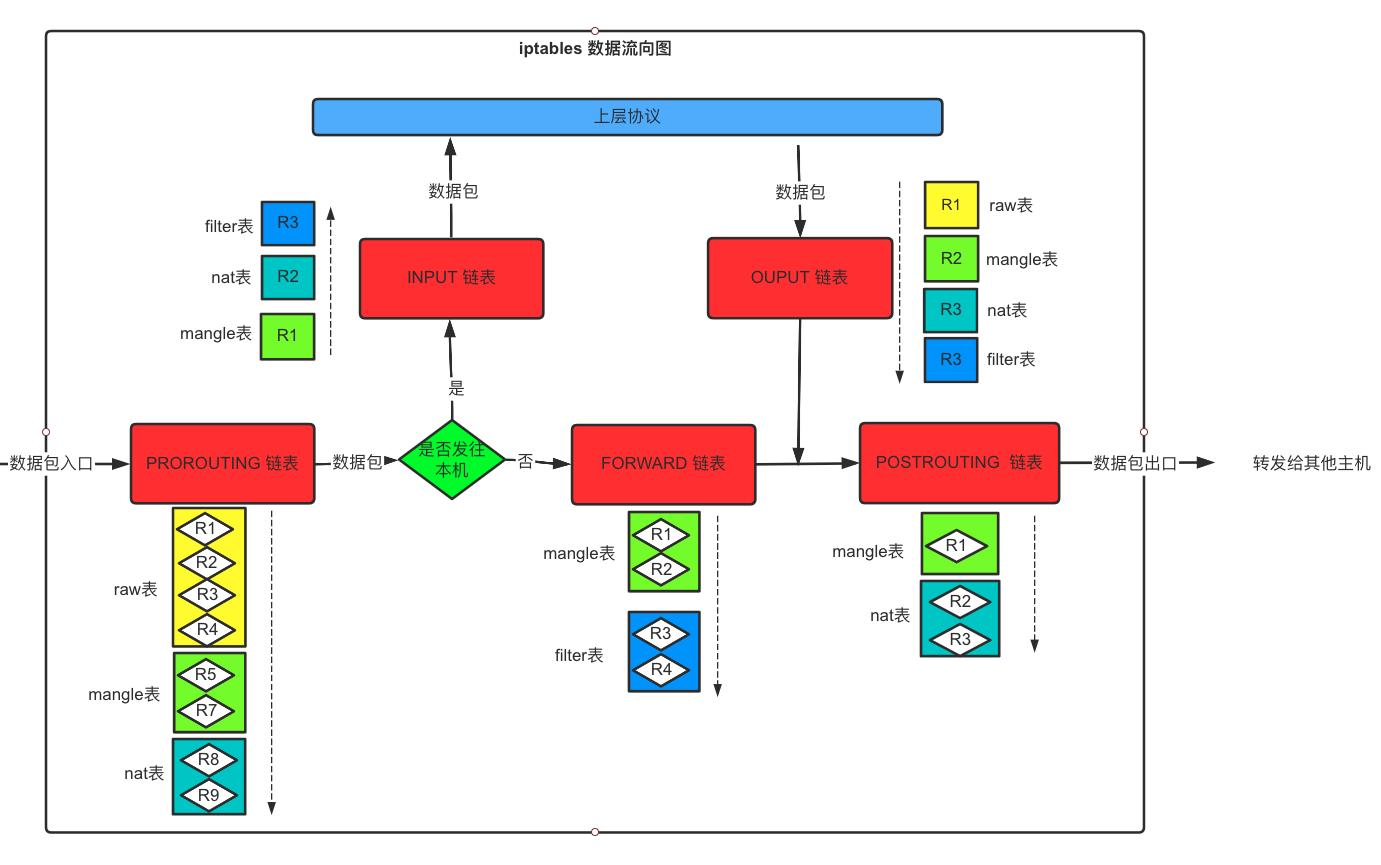 iptables 数据流向图
上层协议
数据包
数据包
filter表
R3
nat表
R2
mangle表
R1
INPUT 链表
OUPUT 链表
R1
raw表
R2
mangle表
R3
nat表
R3
filter表
是
数据包入口
PROROUTING 链表
数据包
是否发往
本机
否
FORWARD 链表
POSTROUTING 链表
数据包出口
转发给其他主机
raw表
R1
R2
R3
R4
mangle表
R5
R7
nat表
R8
R9
mangle表
R1
R2
filter表
R3
R4
mangle表
R1
nat表
R2
R3